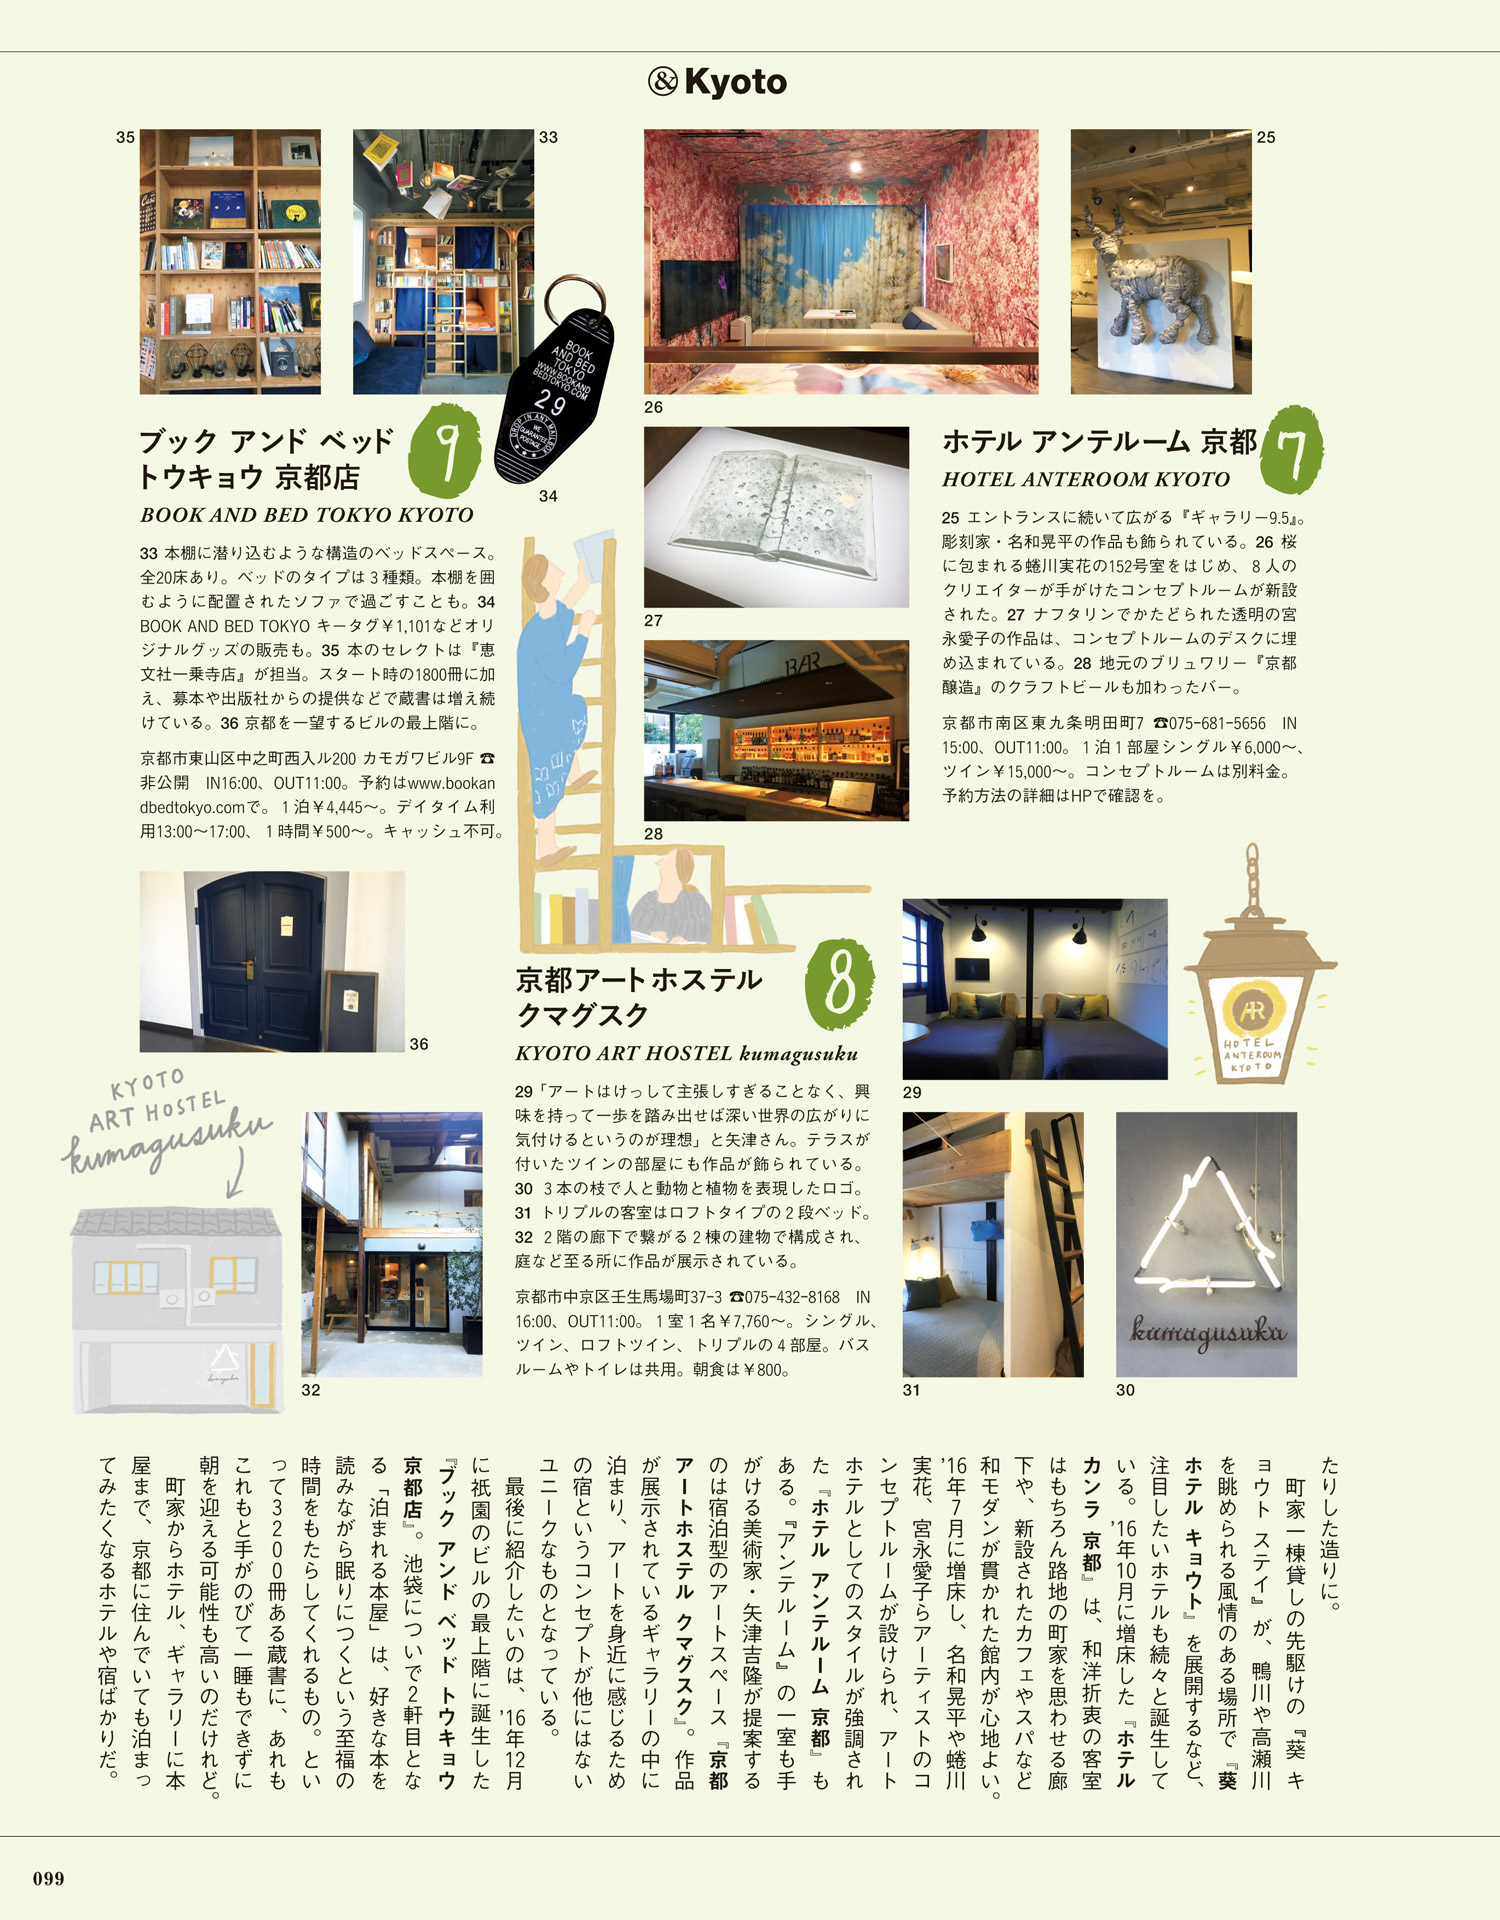 & Kyoto
35
33
25
26
27
28
34
BOOK
AND BED
TOKYO
WWW.BOOKAND
BEDTOKYO.COM
29
DROP IN ANY MAILBOX
WE
GUARANTEE
POSTAGE
BAR
ホテル アンテルーム 京都
7
HOTEL ANTEROOM KYOTO
25 エントランスに続いて広がる『ギャラリー9.5』。
彫刻家・名和晃平の作品も飾られている。26 桜
に包まれる蜷川実花の152号室をはじめ、8人の
クリエイターが手がけたコンセプトルームが新設
された。27 ナフタリンでかたどられた透明の宮
永愛子の作品は、コンセプトルームのデスクに埋
め込まれている。28 地元のブリュワリー『京都
醸造』のクラフトビールも加わったバー。
京都市南区東九条明田町7 ☎075-681-5656 IN
15:00、OUT11:00。1泊1部屋シングル¥6,000〜、
ツイン¥15,000〜。コンセプトルームは別料金。
予約方法の詳細はHPで確認を。
ブック アンド ベッド
トウキョウ 京都店
9
BOOK AND BED TOKYO KYOTO
33 本棚に潜り込むような構造のベッドスペース。
全20床あり。ベッドのタイプは3種類。本棚を囲
むように配置されたソファで過ごすことも。34
BOOK AND BED TOKYO キータグ¥1,101などオリ
ジナルグッズの販売も。35 本のセレクトは『恵
文社一乗寺店』が担当。スタート時の1800冊に加
え、募本や出版社からの提供などで蔵書は増え続
けている。36 京都を一望するビルの最上階に。
京都市東山区中之町西入ル200 カモガワビル9F ☎
非公開 IN16:00、OUT11:00。予約はwww.bookan
dbedtokyo.comで。1泊¥4,445〜。デイタイム利
用13:00〜17:00、1時間¥500〜。キャッシュ不可。
36
京都アートホステル
クマグスク
8
KYOTO ART HOSTEL kumagusuku
29「アートはけっして主張しすぎることなく、興
味を持って一歩を踏み出せば深い世界の広がりに
気付けるというのが理想」と矢津さん。テラスが
付いたツインの部屋にも作品が飾られている。
30 3本の枝で人と動物と植物を表現したロゴ。
31 トリプルの客室はロフトタイプの2段ベッド。
32 2階の廊下で繋がる2棟の建物で構成され、
庭など至る所に作品が展示されている。
京都市中京区壬生馬場町37-3 ☎075-432-8168 IN
16:00、OUT11:00。1室1名¥7,760〜。シングル、
ツイン、ロフトツイン、トリプルの4部屋。バス
ルームやトイレは共用。朝食は¥800。
29
AR
HOTEL
ANTEROOM
KYOTO
KYOTO
ART HOSTEL
kumagusuku
32
31
kumagusuku
30
たりした造りに。
町家一棟貸しの先駆けの『葵 キ
ョウト ステイ』が、鴨川や高瀬川
を眺められる風情のある場所で『葵
ホテル キョウト』を展開するなど、
注目したいホテルも続々と誕生して
いる。’16年10月に増床した『ホテル
カンラ 京都』は、和洋折衷の客室
はもちろん路地の町家を思わせる廊
下や、新設されたカフェやスパなど
和モダンが貫かれた館内が心地よい。
’16年7月に増床し、名和晃平や蜷川
実花、宮永愛子らアーティストのコ
ンセプトルームが設けられ、アート
ホテルとしてのスタイルが強調され
た『ホテル アンテルーム 京都』も
ある。『アンテルーム』の一室も手
がける美術家・矢津吉隆が提案する
のは宿泊型のアートスペース『京都
アートホステル クマグスク』。作品
が展示されているギャラリーの中に
泊まり、アートを身近に感じるため
の宿というコンセプトが他にはない
ユニークなものとなっている。
最後に紹介したいのは、’16年12月
に祇園のビルの最上階に誕生した
『ブック アンド ベッド トウキョウ
京都店』。池袋についで2軒目とな
る「泊まれる本屋」は、好きな本を
読みながら眠りにつくという至福の
時間をもたらしてくれるもの。とい
って3200冊ある蔵書に、あれも
これもと手がのびて一睡もできずに
朝を迎える可能性も高いのだけれど。
町家からホテル、ギャラリーに本
屋まで、京都に住んでいても泊まっ
てみたくなるホテルや宿ばかりだ。
099